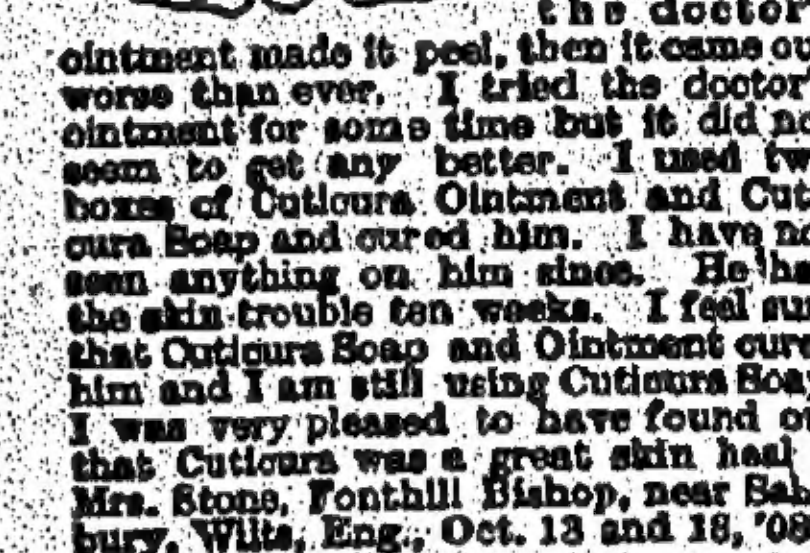 the doctor
ointment made it peel, then it came ou
worse than ever. I tried the doctor
ointment for some time but it did no
seem to get any better. I used tw
boxes of Cuticura Ointment and Cut
cura Soap and cured him. I have no
seen anything on him since. He ha
the skin trouble ten weeks. I feel sur
that Cuticura Soap and Ointment cure
him and I am still using Cuticura Soa
I was very pleased to have found ou
that Cuticura was a great skin heal
Mrs. Stone, Fonthill Bishop, near Sal
bury, Wilts, Eng., Oct. 13 and 18, '08